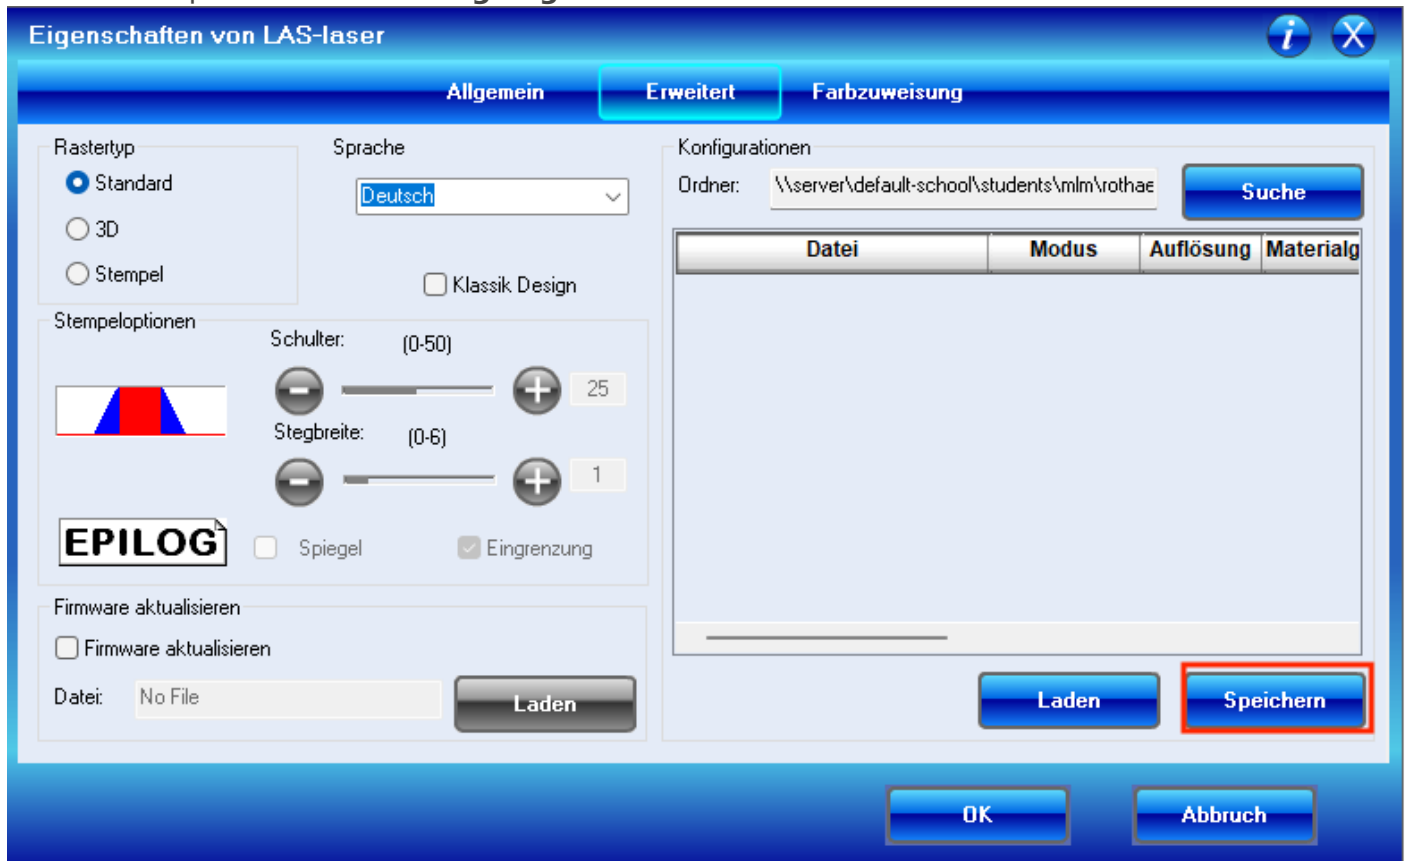 Eigenschaften von LAS-laser
Allgemein Erweitert Farbzuweisung
Rastertyp
Standard
3D
Stempel
Sprache
Deutsch
Klassik Design
Stempeloptionen
Schulter: (0-50)
25
Stegbreite: (0-6)
1
EPILOG
Spiegel Eingrenzung
Firmware aktualisieren
Firmware aktualisieren
Datei: No File Laden
Konfigurationen
Ordner: \\server\default-school\students\mlm\rothae Suche
Datei Modus Auflösung Materialg
Laden Speichern
OK Abbruch